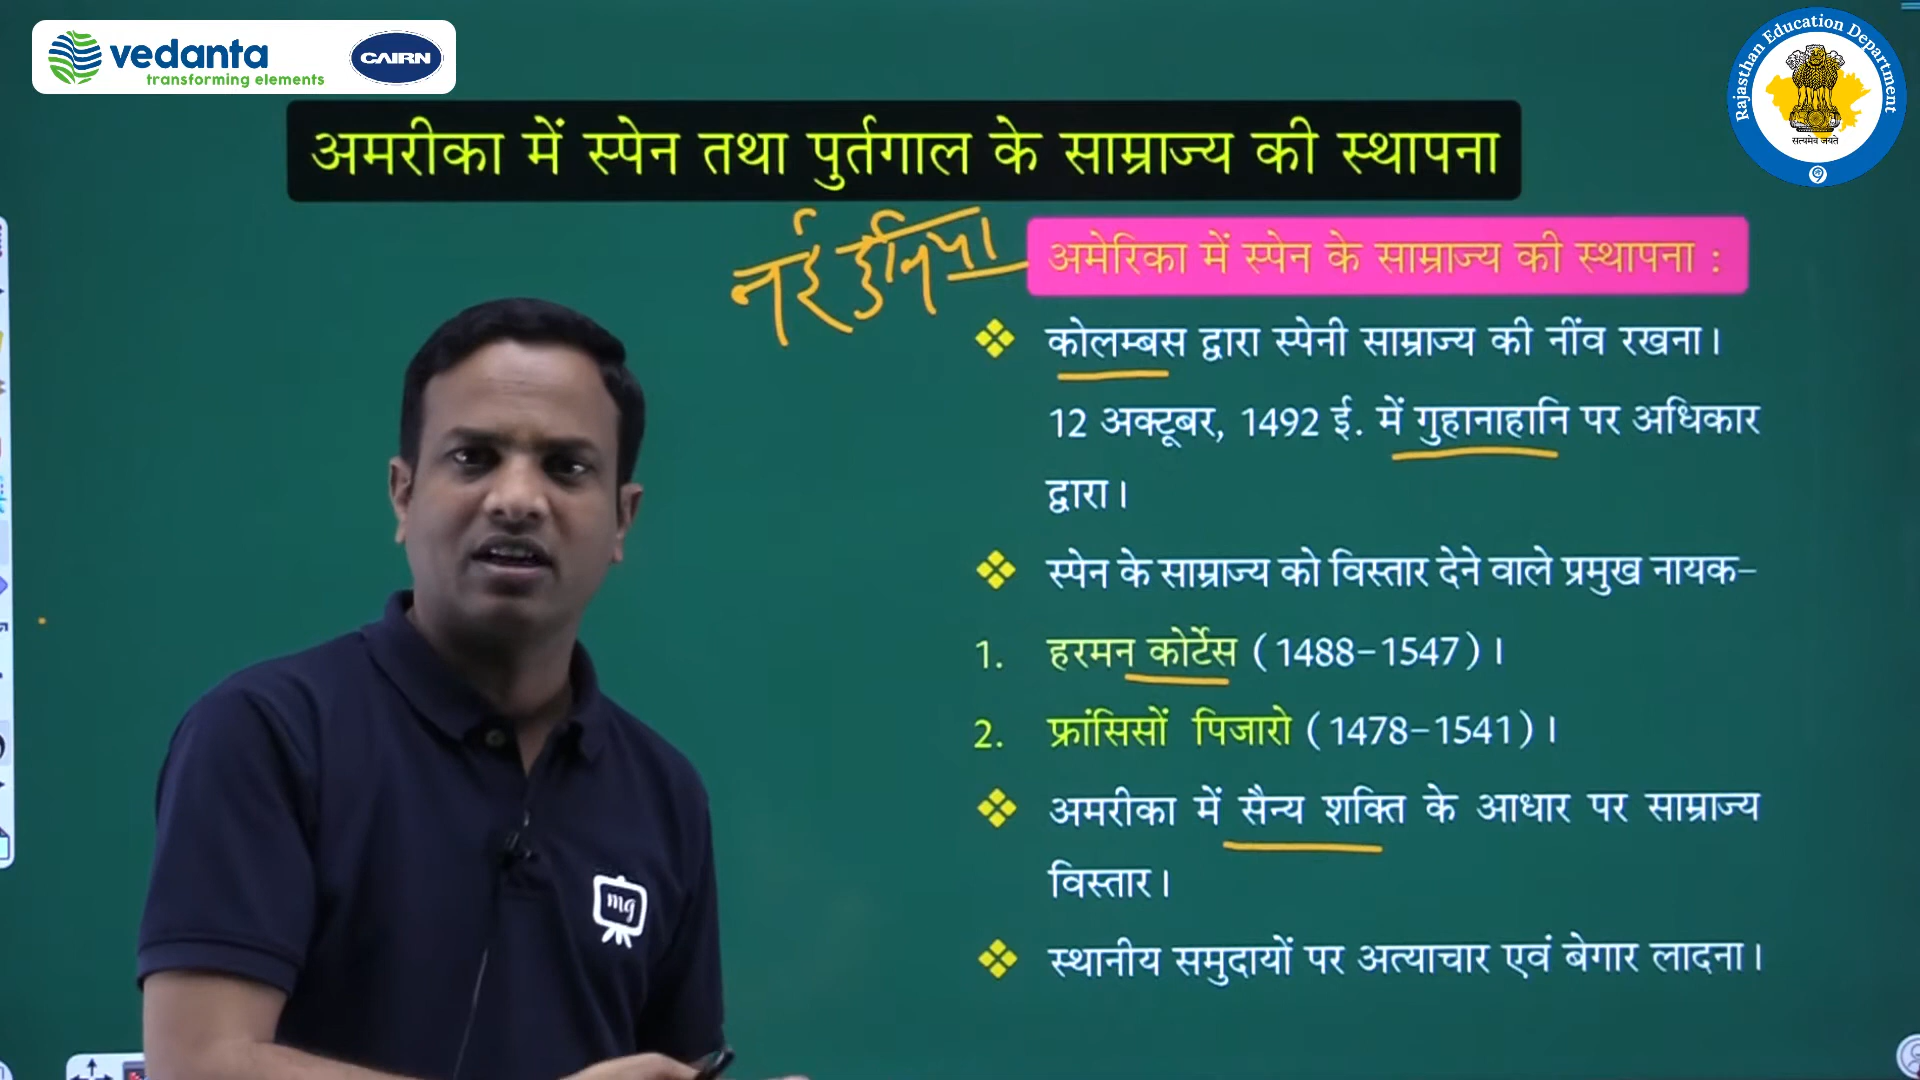 vedanta
transforming elements
CAIRN
Rajasthan Education Department
सत्यमेव जयते
अमरीका में स्पेन तथा पुर्तगाल के साम्राज्य की स्थापना
नई दुनिया
अमेरिका में स्पेन के साम्राज्य की स्थापना :
कोलम्बस द्वारा स्पेनी साम्राज्य की नींव रखना।
12 अक्टूबर, 1492 ई. में गुहानाहानि पर अधिकार
द्वारा।
स्पेन के साम्राज्य को विस्तार देने वाले प्रमुख नायक–
1. हरमन कोर्टेस (1488–1547)।
2. फ्रांसिसों पिजारो (1478–1541)।
अमरीका में सैन्य शक्ति के आधार पर साम्राज्य
विस्तार।
स्थानीय समुदायों पर अत्याचार एवं बेगार लादना।
mg